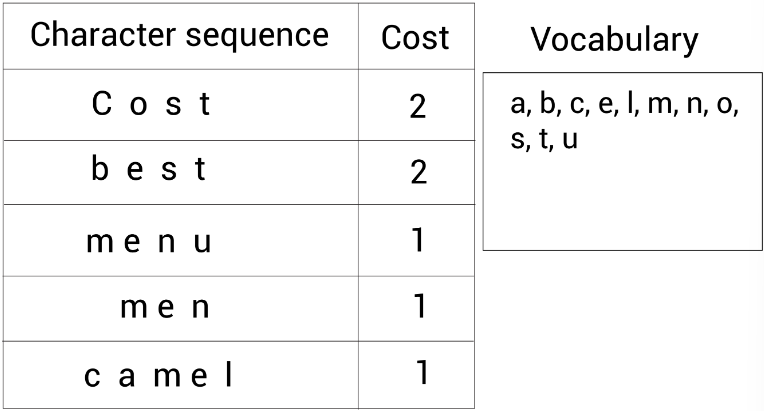 Character sequence Cost
C o s t 2
b e s t 2
m e n u 1
m e n 1
c a m e l 1
Vocabulary
a, b, c, e, l, m, n, o,
s, t, u